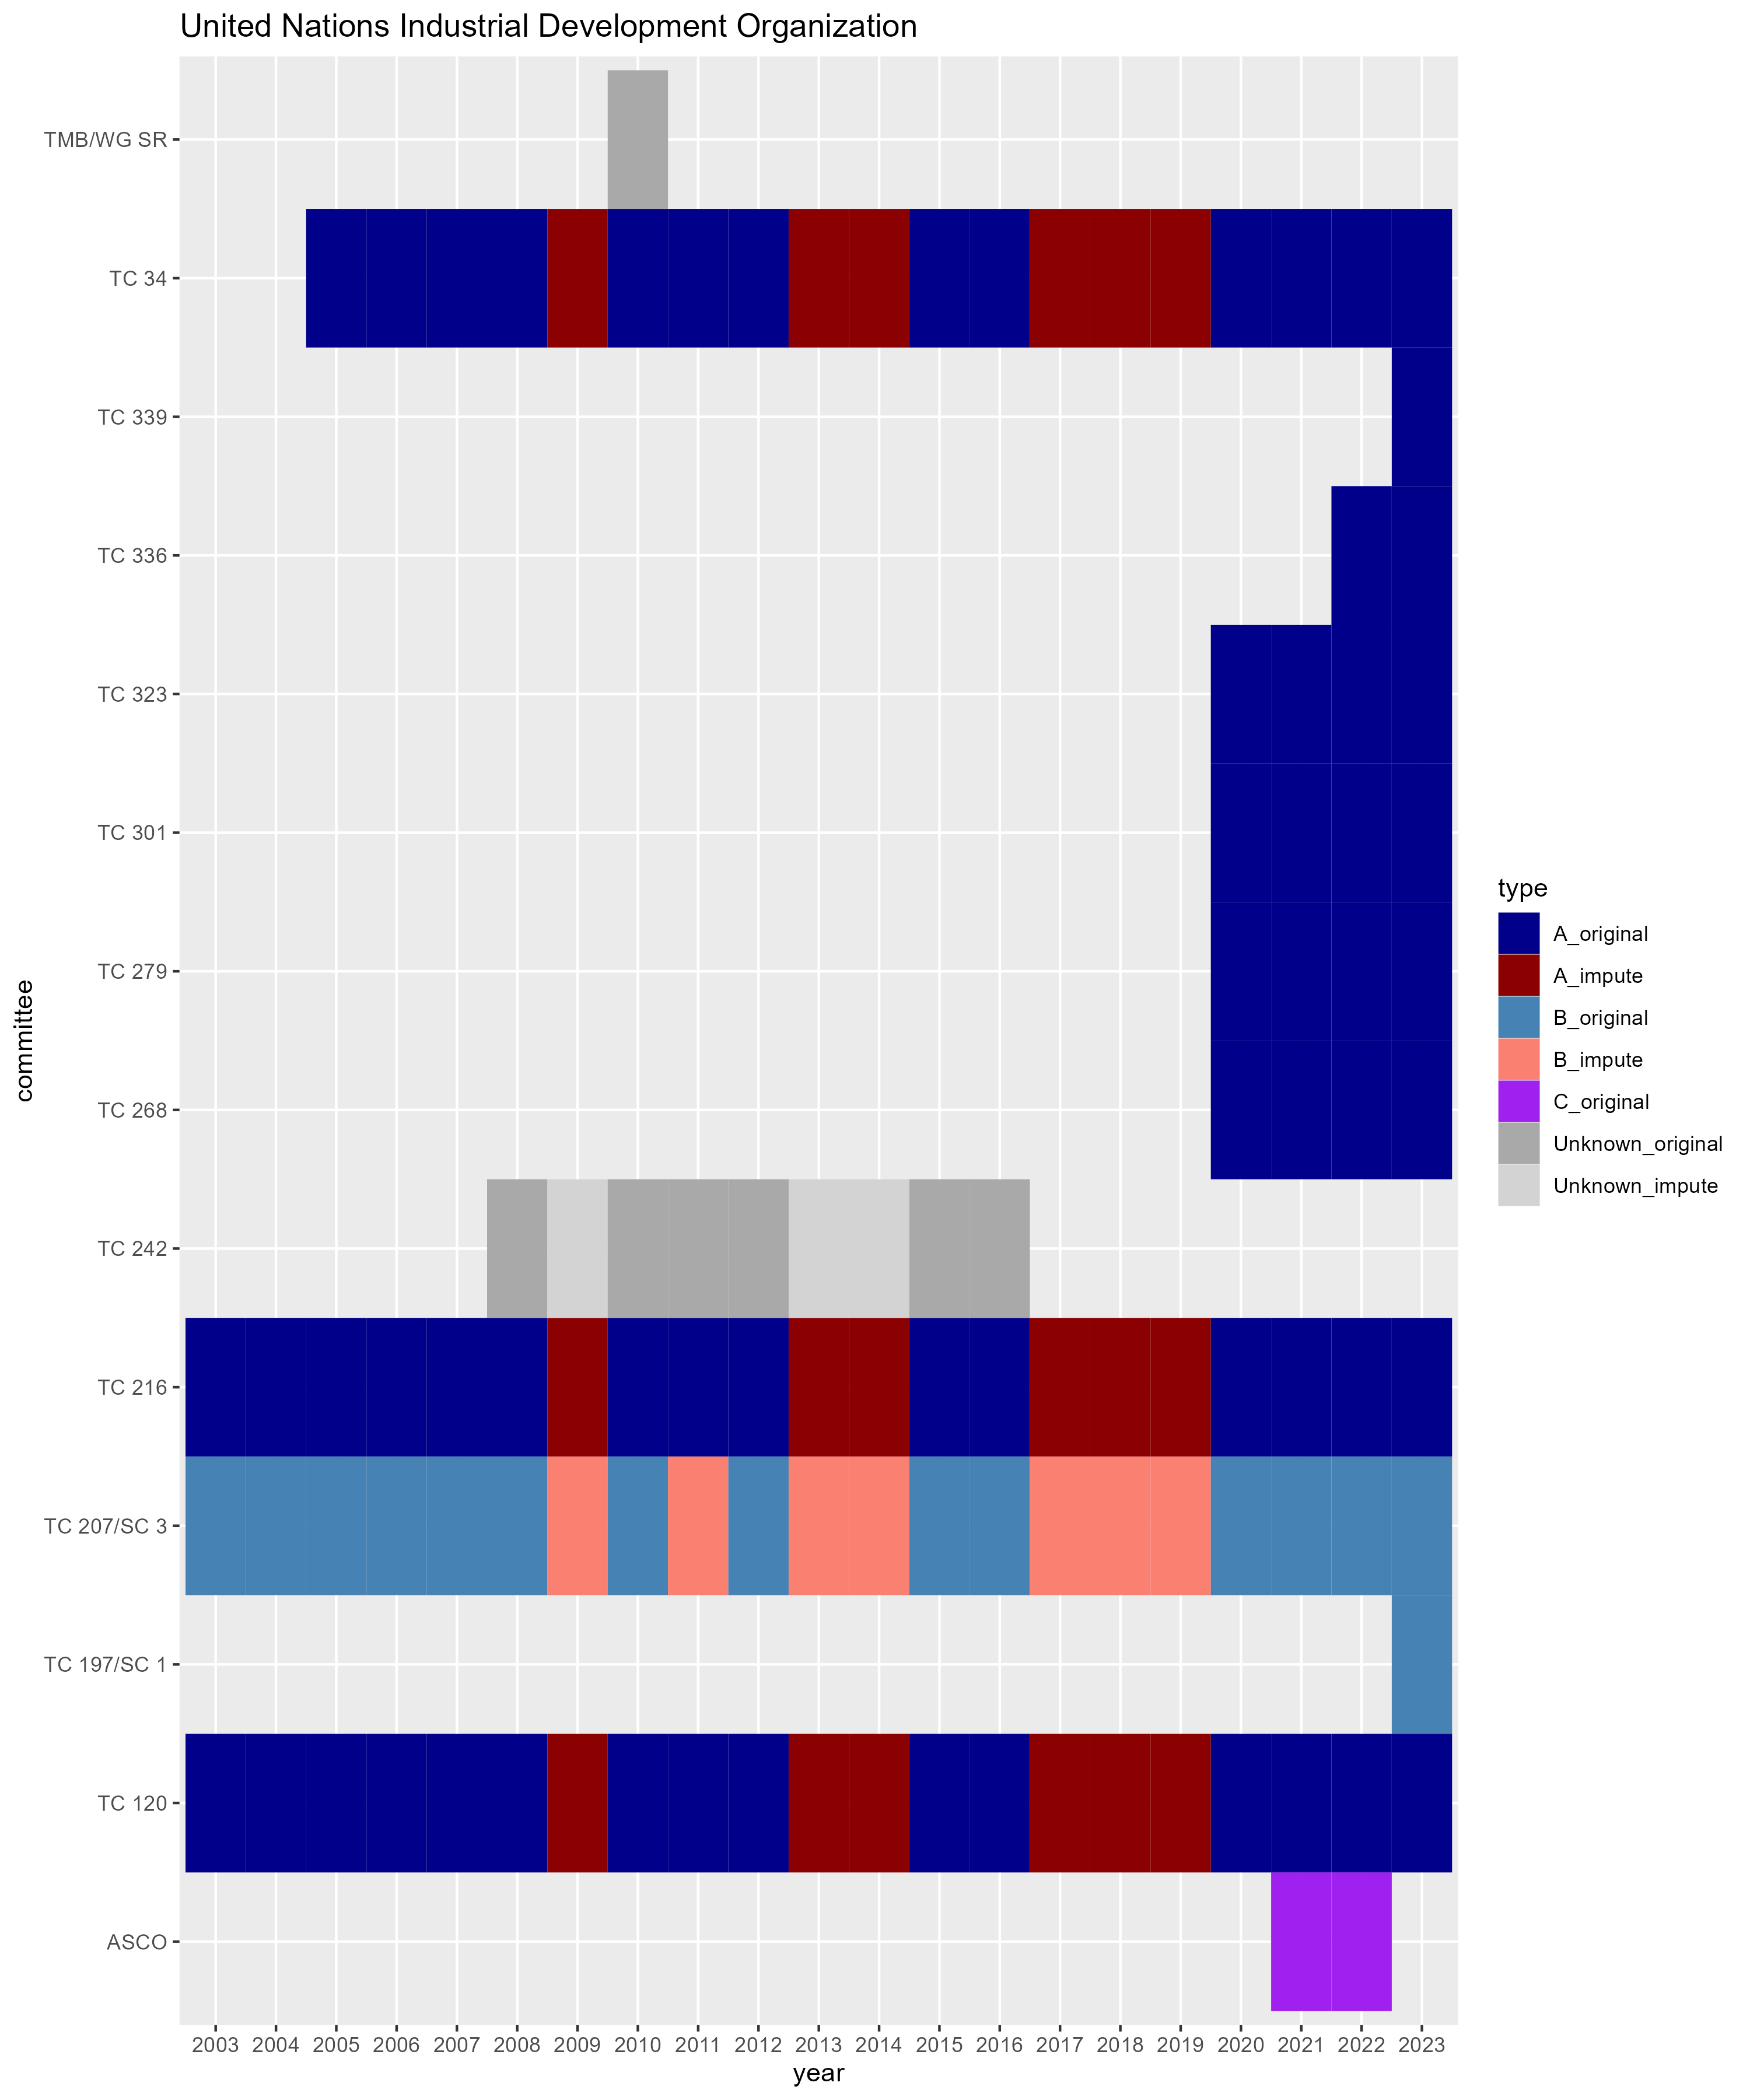 United Nations Industrial Development Organization
committee
TMB/WG SR
TC 34
TC 339
TC 336
TC 323
TC 301
TC 279
TC 268
TC 242
TC 216
TC 207/SC 3
TC 197/SC 1
TC 120
ASCO
2003 2004 2005 2006 2007 2008 2009 2010 2011 2012 2013 2014 2015 2016 2017 2018 2019 2020 2021 2022 2023
year
type
A_original
A_impute
B_original
B_impute
C_original
Unknown_original
Unknown_impute